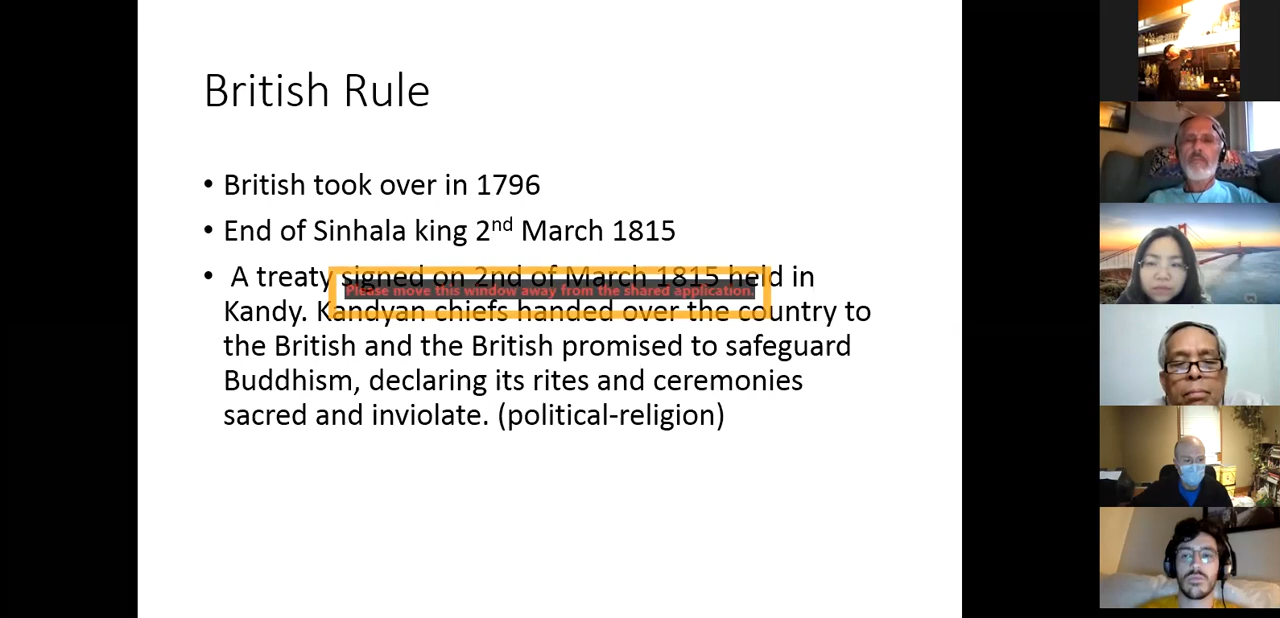 British Rule
• British took over in 1796
• End of Sinhala king 2nd March 1815
• A treaty signed on 2nd of March 1815 held in
Please move this window away from the shared application.
Kandy. Kandyan chiefs handed over the country to
the British and the British promised to safeguard
Buddhism, declaring its rites and ceremonies
sacred and inviolate. (political-religion)